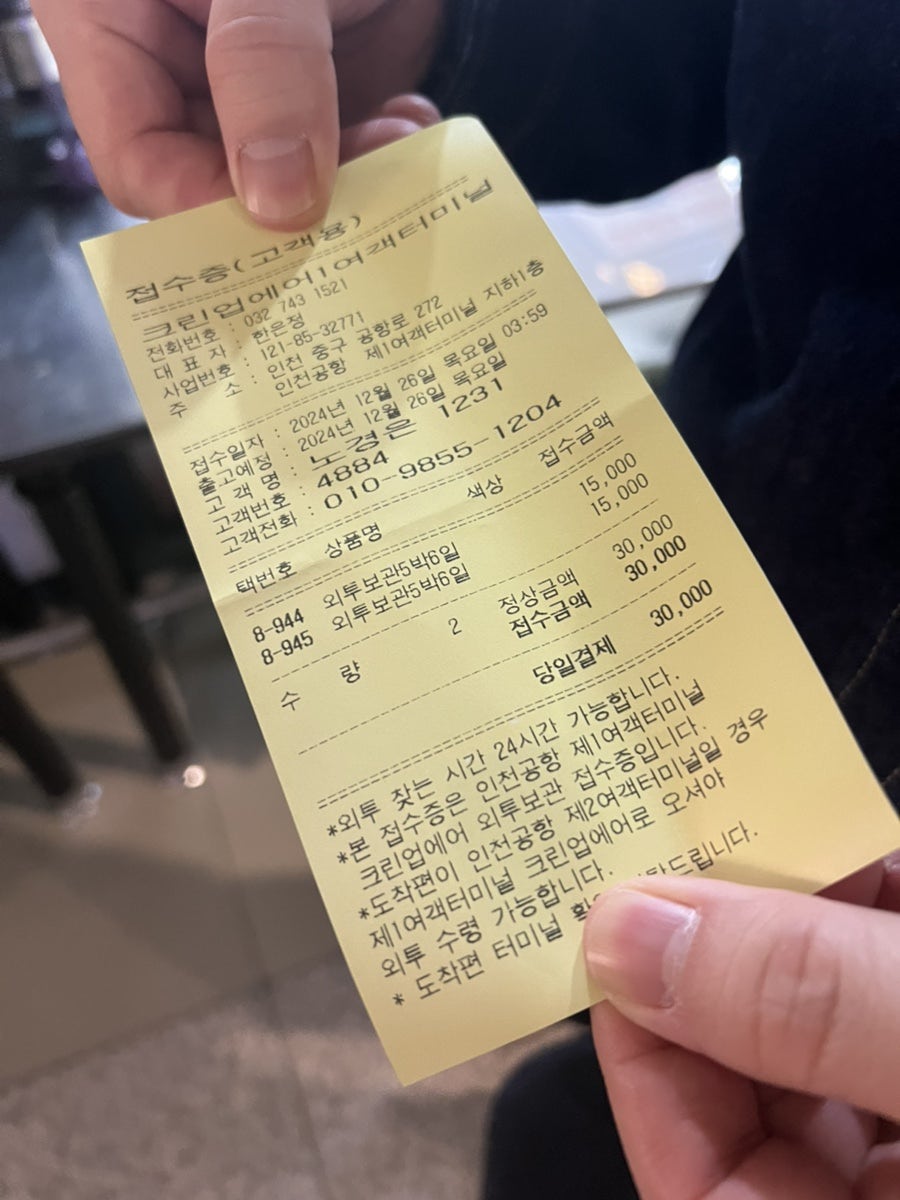 접수증(고객용)
크린업에어1여객터미널
전화번호 : 032 743 1521
대 표 자 : 한은정
사업번호 : 121-85-32771
주 소 : 인천 중구 공항로 272
인천공항 제1여객터미널 지하1층
접수일자 : 2024년 12월 26일 목요일 03:59
출고예정 : 2024년 12월 26일 목요일
고 객 명 : 노경은 1231
고객번호 : 4884
고객전화 : 010-9855-1204
택번호 상품명 색상 접수금액
8-944 외투보관5박6일 15,000
8-945 외투보관5박6일 15,000
수 량 2 정상금액 30,000
접수금액 30,000
당일결제 30,000
*외투 찾는 시간 24시간 가능합니다.
*본 접수증은 인천공항 제1여객터미널
크린업에어 외투보관 접수증입니다.
*도착편이 인천공항 제2여객터미널일 경우
제1여객터미널 크린업에어로 오셔야
외투 수령 가능합니다.
* 도착편 터미널